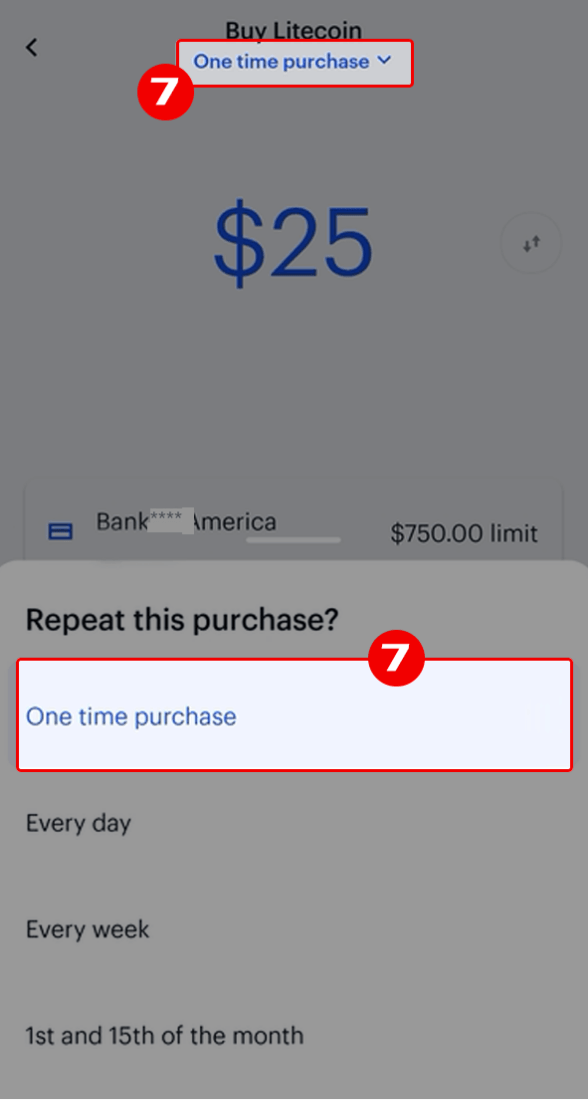 Buy Litecoin
One time purchase
7
$25
Bank**** America
$750.00 limit
Repeat this purchase?
7
One time purchase
Every day
Every week
1st and 15th of the month